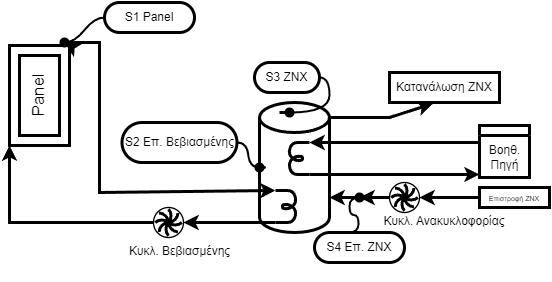 S1 Panel
Panel
S3 ΖΝΧ
Κατανάλωση ΖΝΧ
S2 Επ. Βεβιασμένης
Βοηθ.
Πηγή
Επιστροφή ΖΝΧ
Κυκλ. Ανακυκλοφορίας
S4 Επ. ΖΝΧ
Κυκλ. Βεβιασμένης